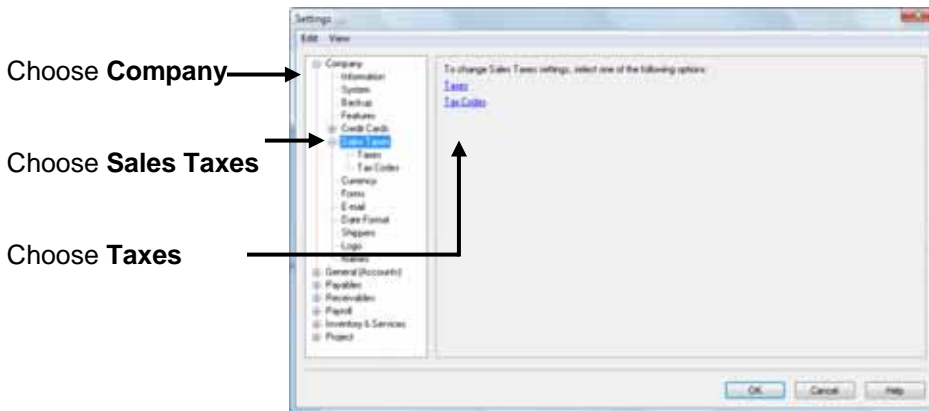 Settings
Edit View
Choose Company
Company
Information
System
Backup
Features
Credit Cards
Sales Taxes
Taxes
Tax Codes
Currency
Forms
E-mail
Date Format
Shippers
Logo
Names
General (Accounts)
Payables
Receivables
Payroll
Inventory & Services
Project
To change Sales Taxes settings, select one of the following options:
Taxes
Tax Codes
Choose Sales Taxes
Choose Taxes
OK Cancel Help